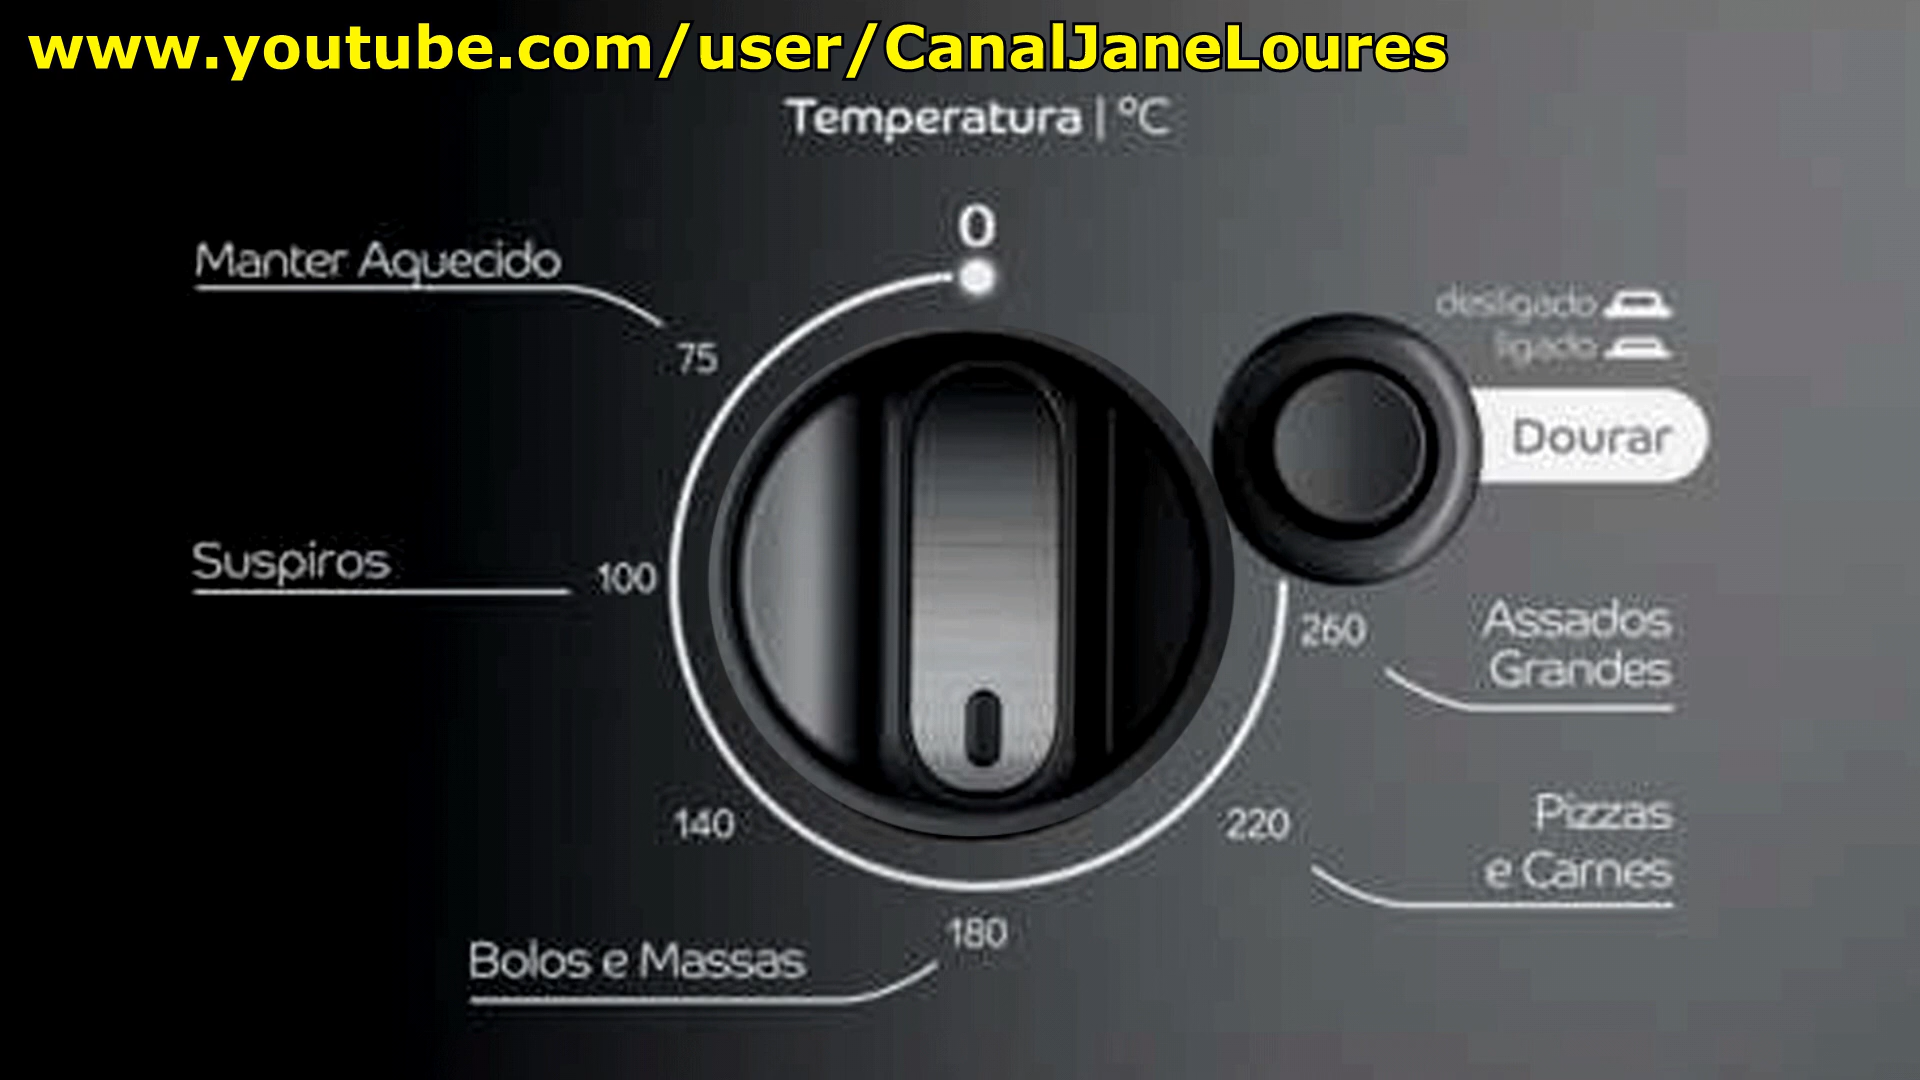 www.youtube.com/user/CanalJaneLoures
Temperatura | °C
0
Manter Aquecido
75
desligado
ligado
Dourar
Suspiros
100
260
Assados
Grandes
140
220
Pizzas
e Carnes
180
Bolos e Massas